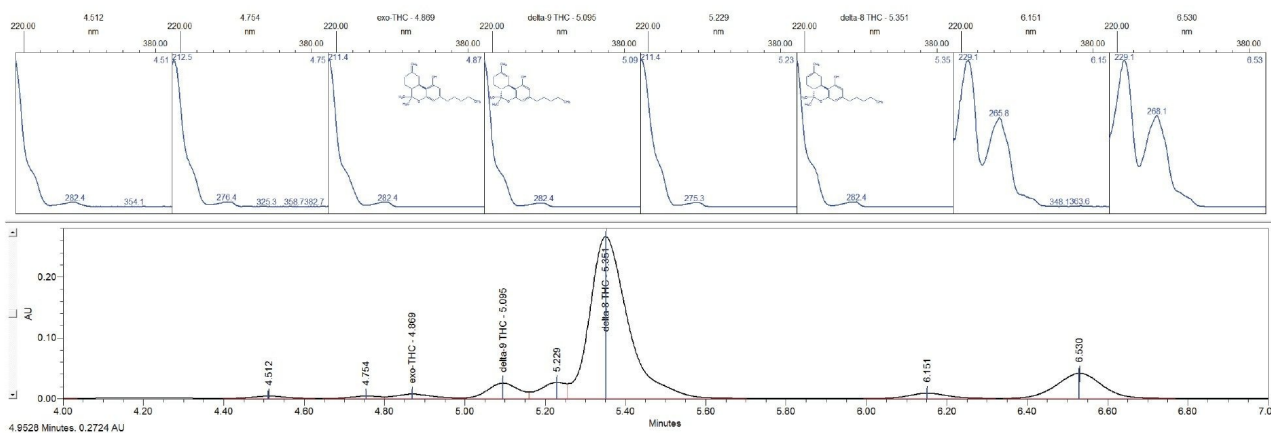 4.512 4.754 exo-THC - 4.869 delta-9 THC - 5.095 5.229 delta-8 THC - 5.351 6.151 6.530
220.00 220.00 220.00 220.00 220.00 220.00 220.00 220.00
nm nm nm nm nm nm nm nm
380.00 380.00 380.00 380.00 380.00 380.00 380.00 380.00
4.51 212.5 4.75 211.4 4.87 5.09 211.4 5.23 5.35 229.1 6.15 229.1 6.53
265.8 268.1
282.4 354.1 276.4 325.3 358.7382.7 282.4 282.4 275.3 282.4 348.1363.6
0.20
0.10
0.00
AU
4.512
4.754
exo-THC - 4.869
delta-9 THC - 5.095
5.229
delta-8 THC - 5.351
6.151
6.530
4.00 4.20 4.40 4.60 4.80 5.00 5.20 5.40 5.60 5.80 6.00 6.20 6.40 6.60 6.80 7.0
Minutes
4.9528 Minutes, 0.2724 AU